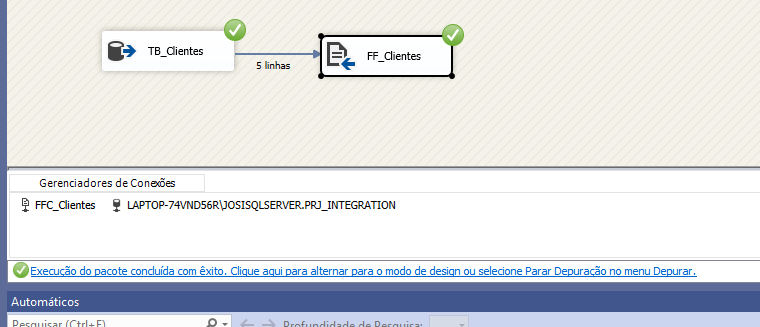 TB_Clientes
5 linhas
FF_Clientes
Gerenciadores de Conexões
FFC_Clientes LAPTOP-74VND56R\JOSISQLSERVER.PRJ_INTEGRATION
Execução do pacote concluída com êxito. Clique aqui para alternar para o modo de design ou selecione Parar Depuração no menu Depurar.
Automáticos
Pesquisar (Ctrl+E) Profundidade de Pesquisa: